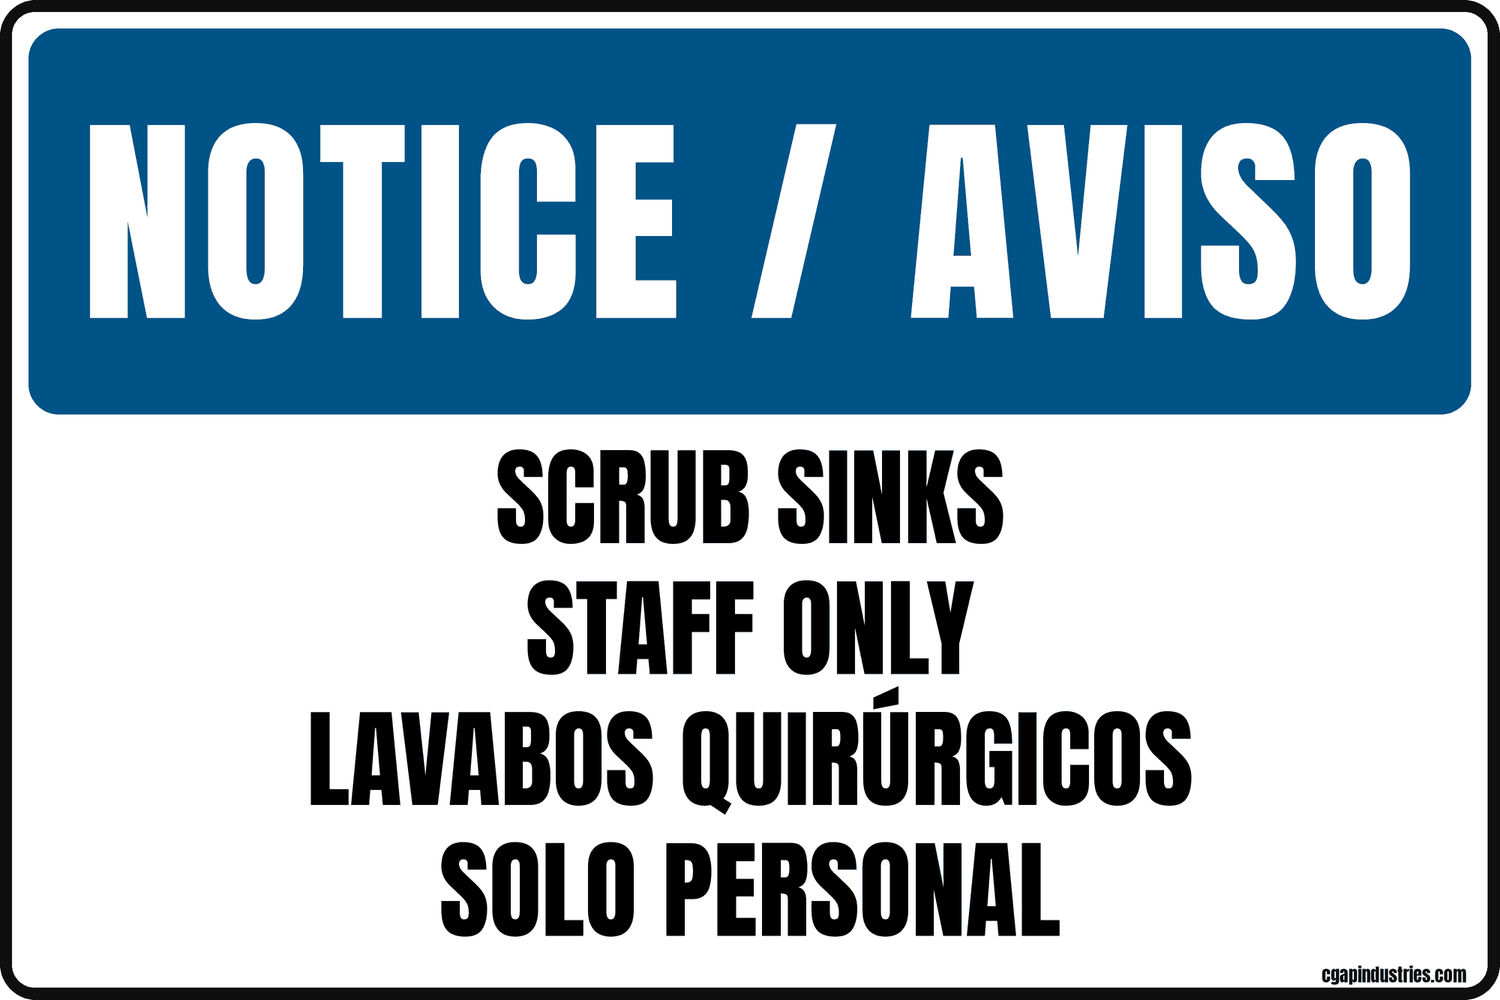 NOTICE / AVISO
SCRUB SINKS
STAFF ONLY
LAVABOS QUIRÚRGICOS
SOLO PERSONAL
cgapindustries.com